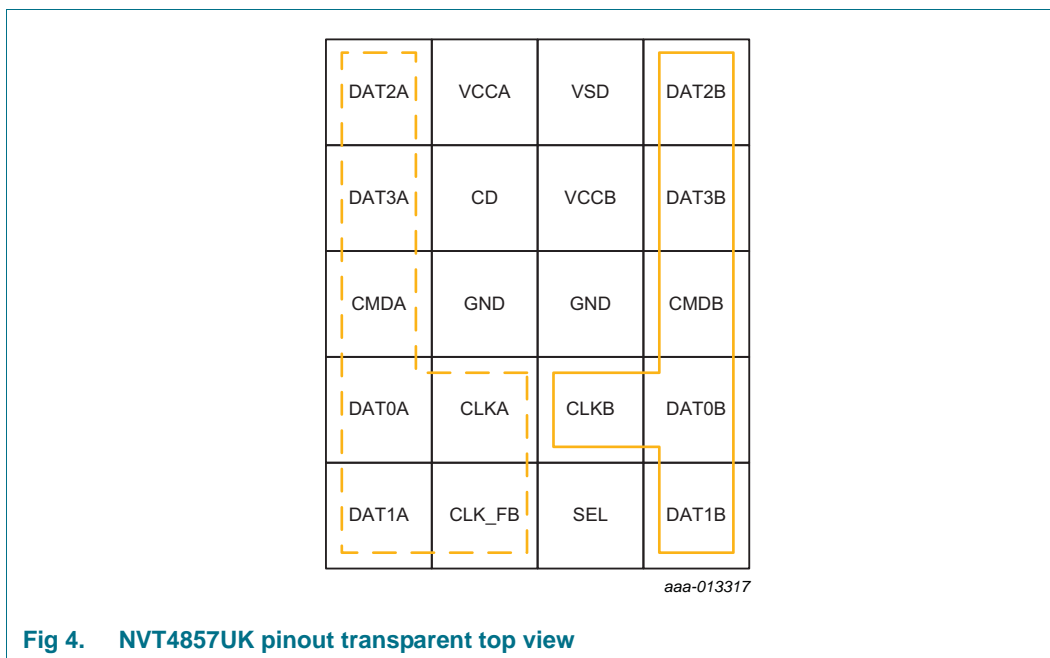 DAT2A VCCA VSD DAT2B
DAT3A CD VCCB DAT3B
CMDA GND GND CMDB
DAT0A CLKA CLKB DAT0B
DAT1A CLK_FB SEL DAT1B
aaa-013317
Fig 4. NVT4857UK pinout transparent top view